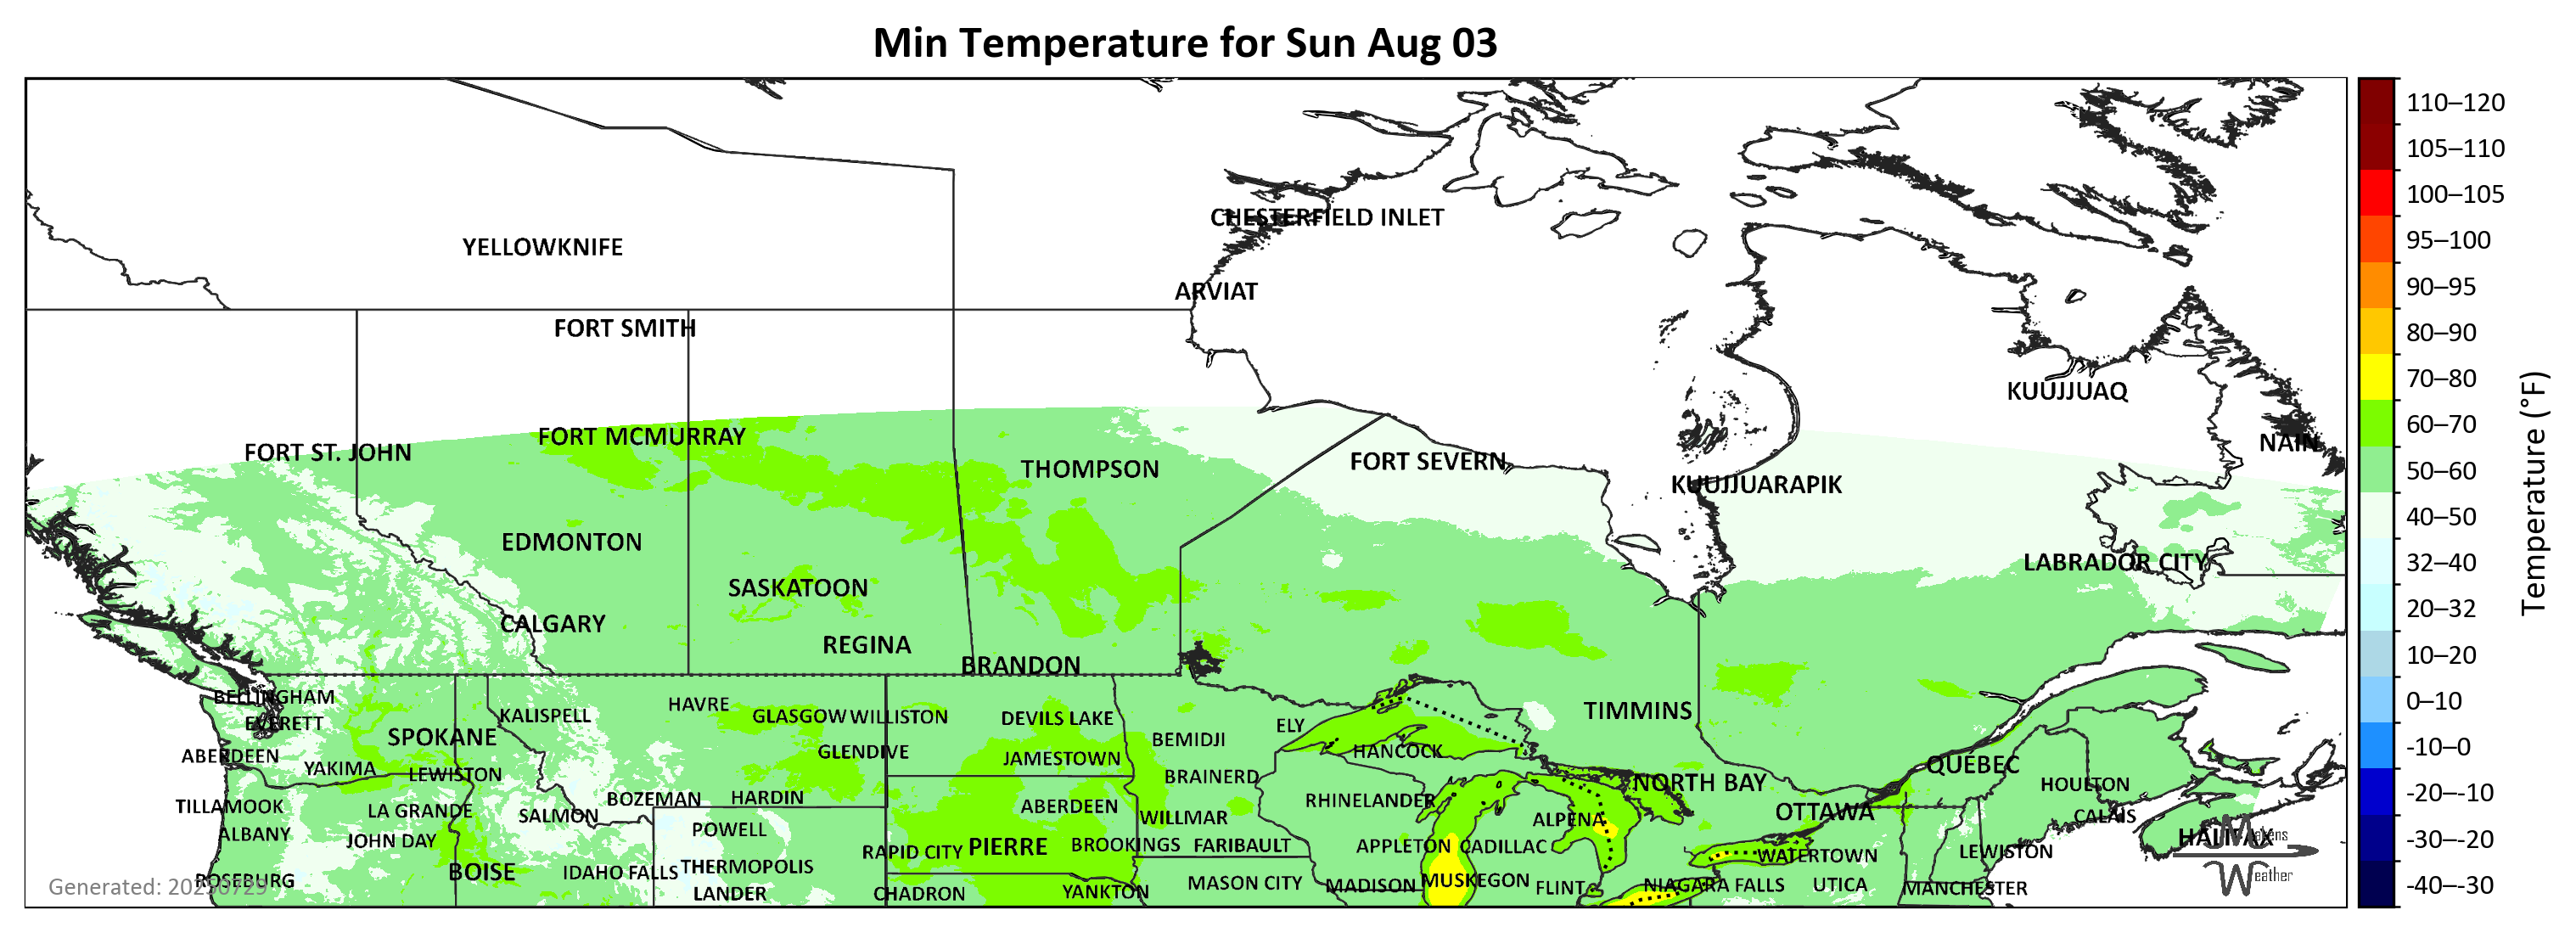 Min Temperature for Sun Aug 03
110–120
105–110
100–105
95–100
90–95
80–90
70–80
60–70
50–60
40–50
32–40
20–32
10–20
0–10
-10–0
-20–-10
-30–-20
-40–-30
Temperature (°F)
CHESTERFIELD INLET
YELLOWKNIFE
ARVIAT
FORT SMITH
KUUJJUAQ
FORT MCMURRAY
NAIN
FORT ST. JOHN
FORT SEVERN
THOMPSON
KUUJJUARAPIK
EDMONTON
LABRADOR CITY
SASKATOON
CALGARY
REGINA
BRANDON
BELLINGHAM
HAVRE
TIMMINS
KALISPELL
GLASGOW
WILLISTON
DEVILS LAKE
EVERETT
ELY
SPOKANE
BEMIDJI
HANCOCK
GLENDIVE
ABERDEEN
JAMESTOWN
QUÉBEC
YAKIMA
LEWISTON
BRAINERD
NORTH BAY
HOULTON
BOZEMAN
HARDIN
RHINELANDER
TILLAMOOK
ABERDEEN
LA GRANDE
OTTAWA
SALMON
WILLMAR
CALAIS
ALPENA
POWELL
ALBANY
HALIFAX
JOHN DAY
PIERRE
BROOKINGS
FARIBAULT
APPLETON
CADILLAC
RAPID CITY
LEWISTON
WATERTOWN
THERMOPOLIS
BOISE
IDAHO FALLS
ROSEBURG
MUSKEGON
MASON CITY
MADISON
NIAGARA FALLS
UTICA
FLINT
MANCHESTER
YANKTON
CHADRON
LANDER
Generated: 20250729
Makens
Weather